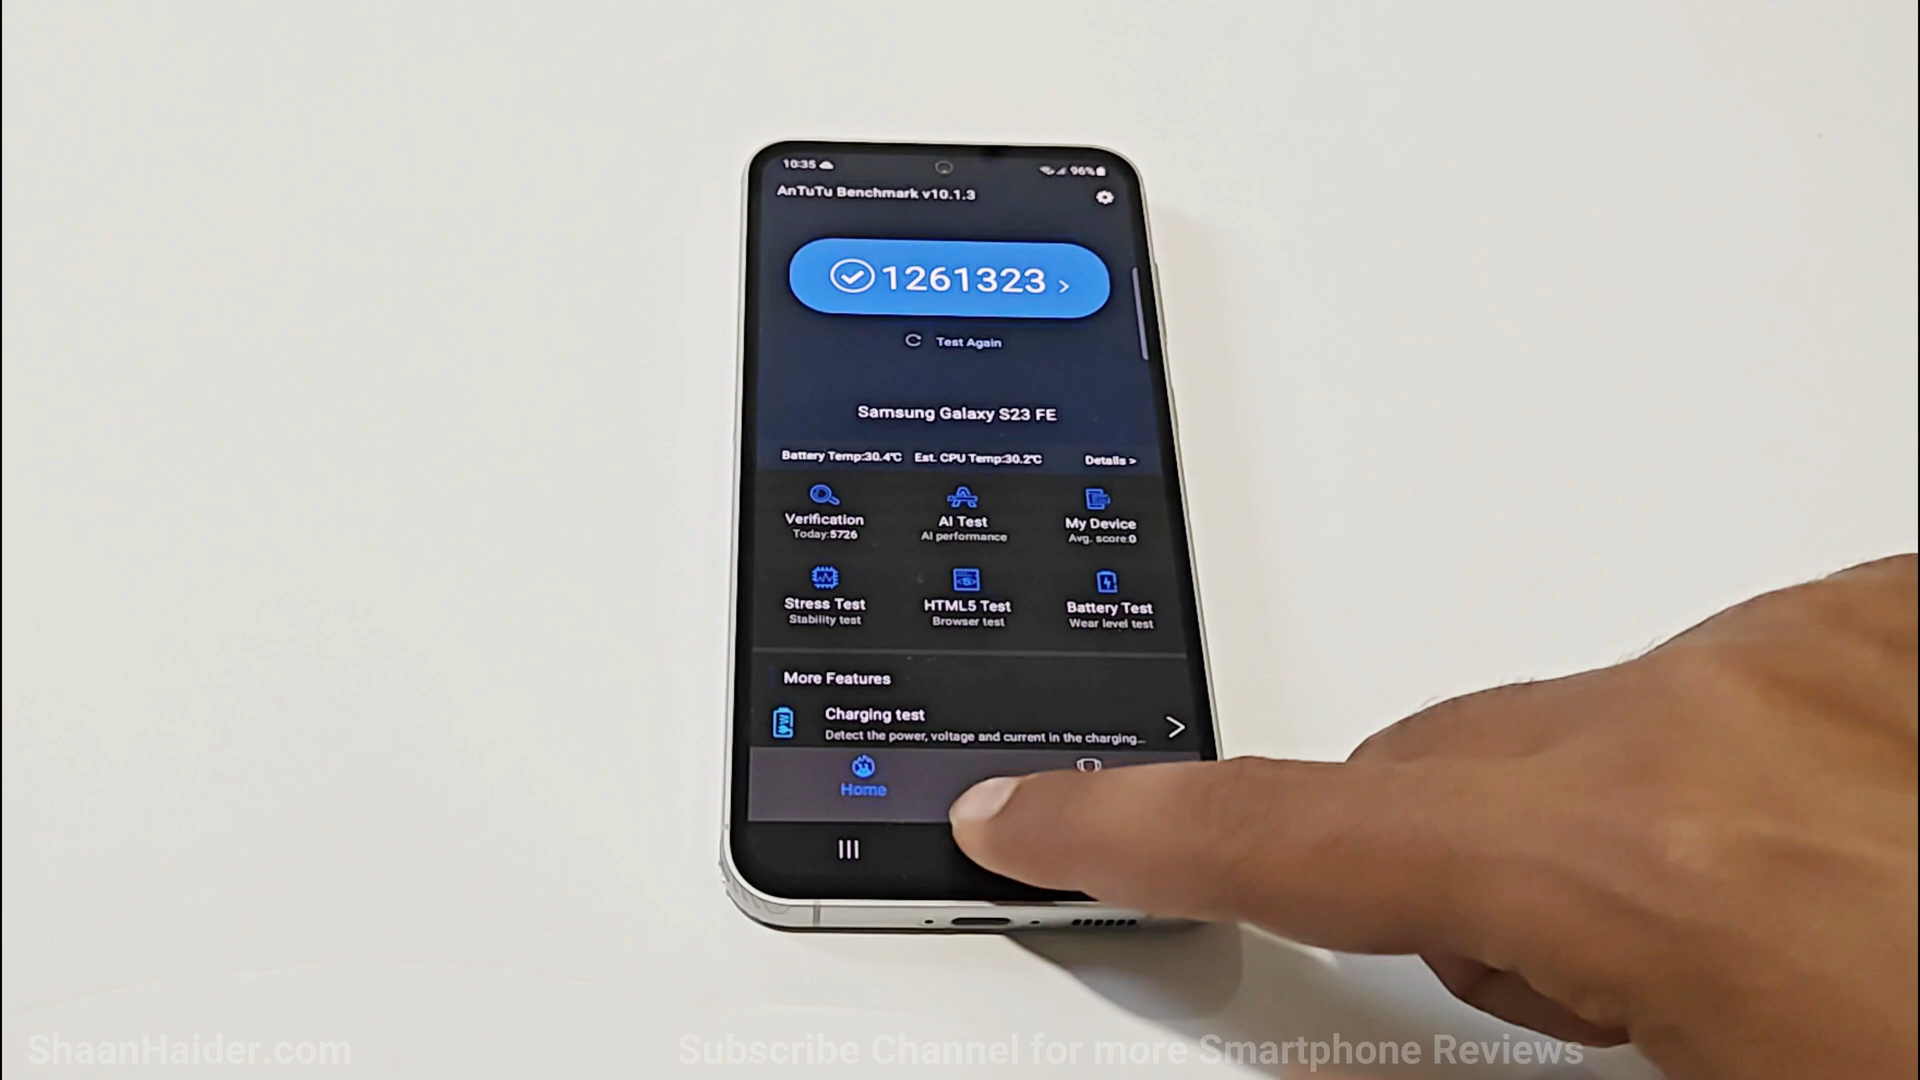 10:35
96%
AnTuTu Benchmark v10.1.3
1261323 >
Test Again
Samsung Galaxy S23 FE
Battery Temp:30.4℃ Est. CPU Temp:30.2℃ Details >
Verification AI Test My Device
Today:5726 AI performance Avg. score:0
Stress Test HTML5 Test Battery Test
Stability test Browser test Wear level test
More Features
Charging test
Detect the power, voltage and current in the charging...
Home
ShaanHaider.com
Subscribe Channel for more Smartphone Reviews